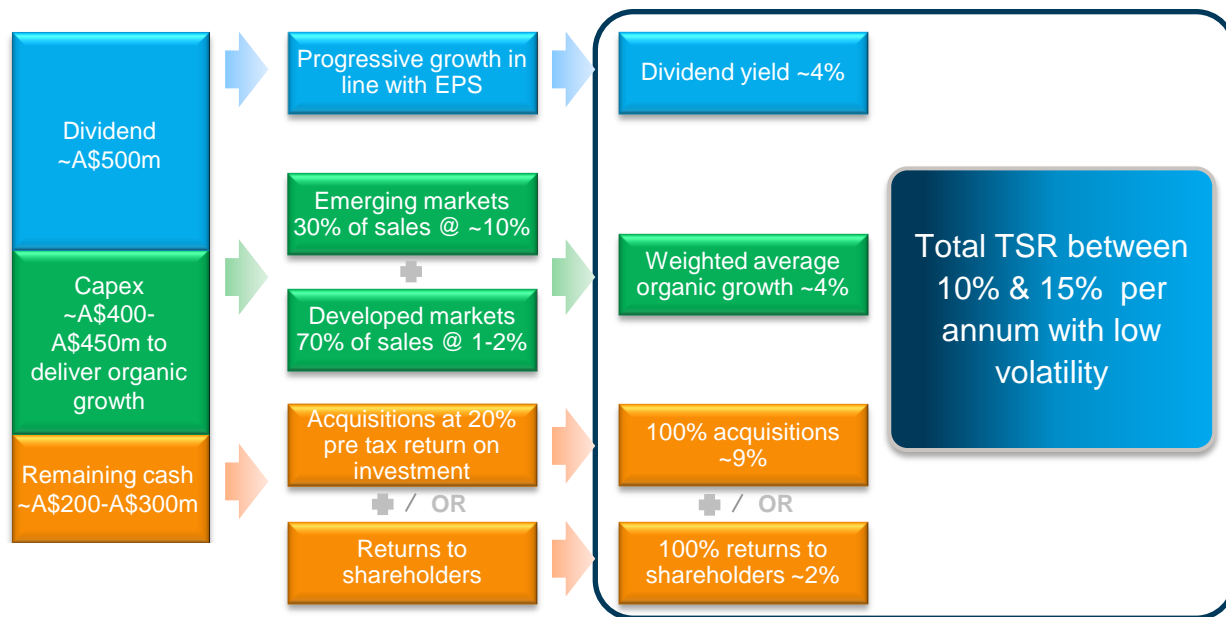 Dividend
~A$500m
Progressive growth in
line with EPS
Dividend yield ~4%
Capex
~A$400-
A$450m to
deliver organic
growth
Emerging markets
30% of sales @ ~10%
Developed markets
70% of sales @ 1-2%
Weighted average
organic growth ~4%
Remaining cash
~A$200-A$300m
Acquisitions at 20%
pre tax return on
investment
/ OR
Returns to
shareholders
100% acquisitions
~9%
/ OR
100% returns to
shareholders ~2%
Total TSR between
10% & 15% per
annum with low
volatility